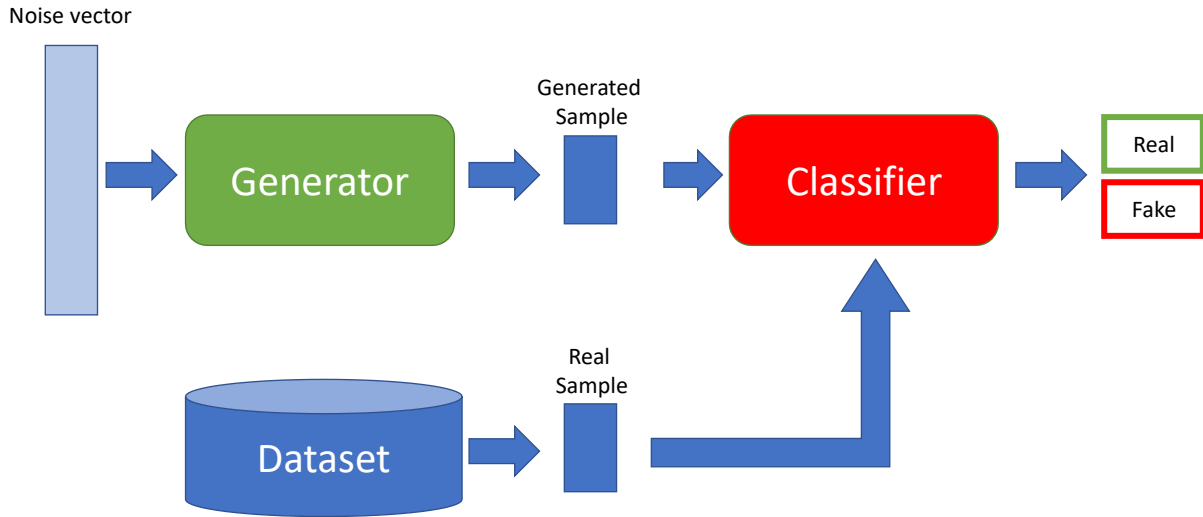 Noise vector
Generator
Generated
Sample
Classifier
Real
Fake
Dataset
Real
Sample